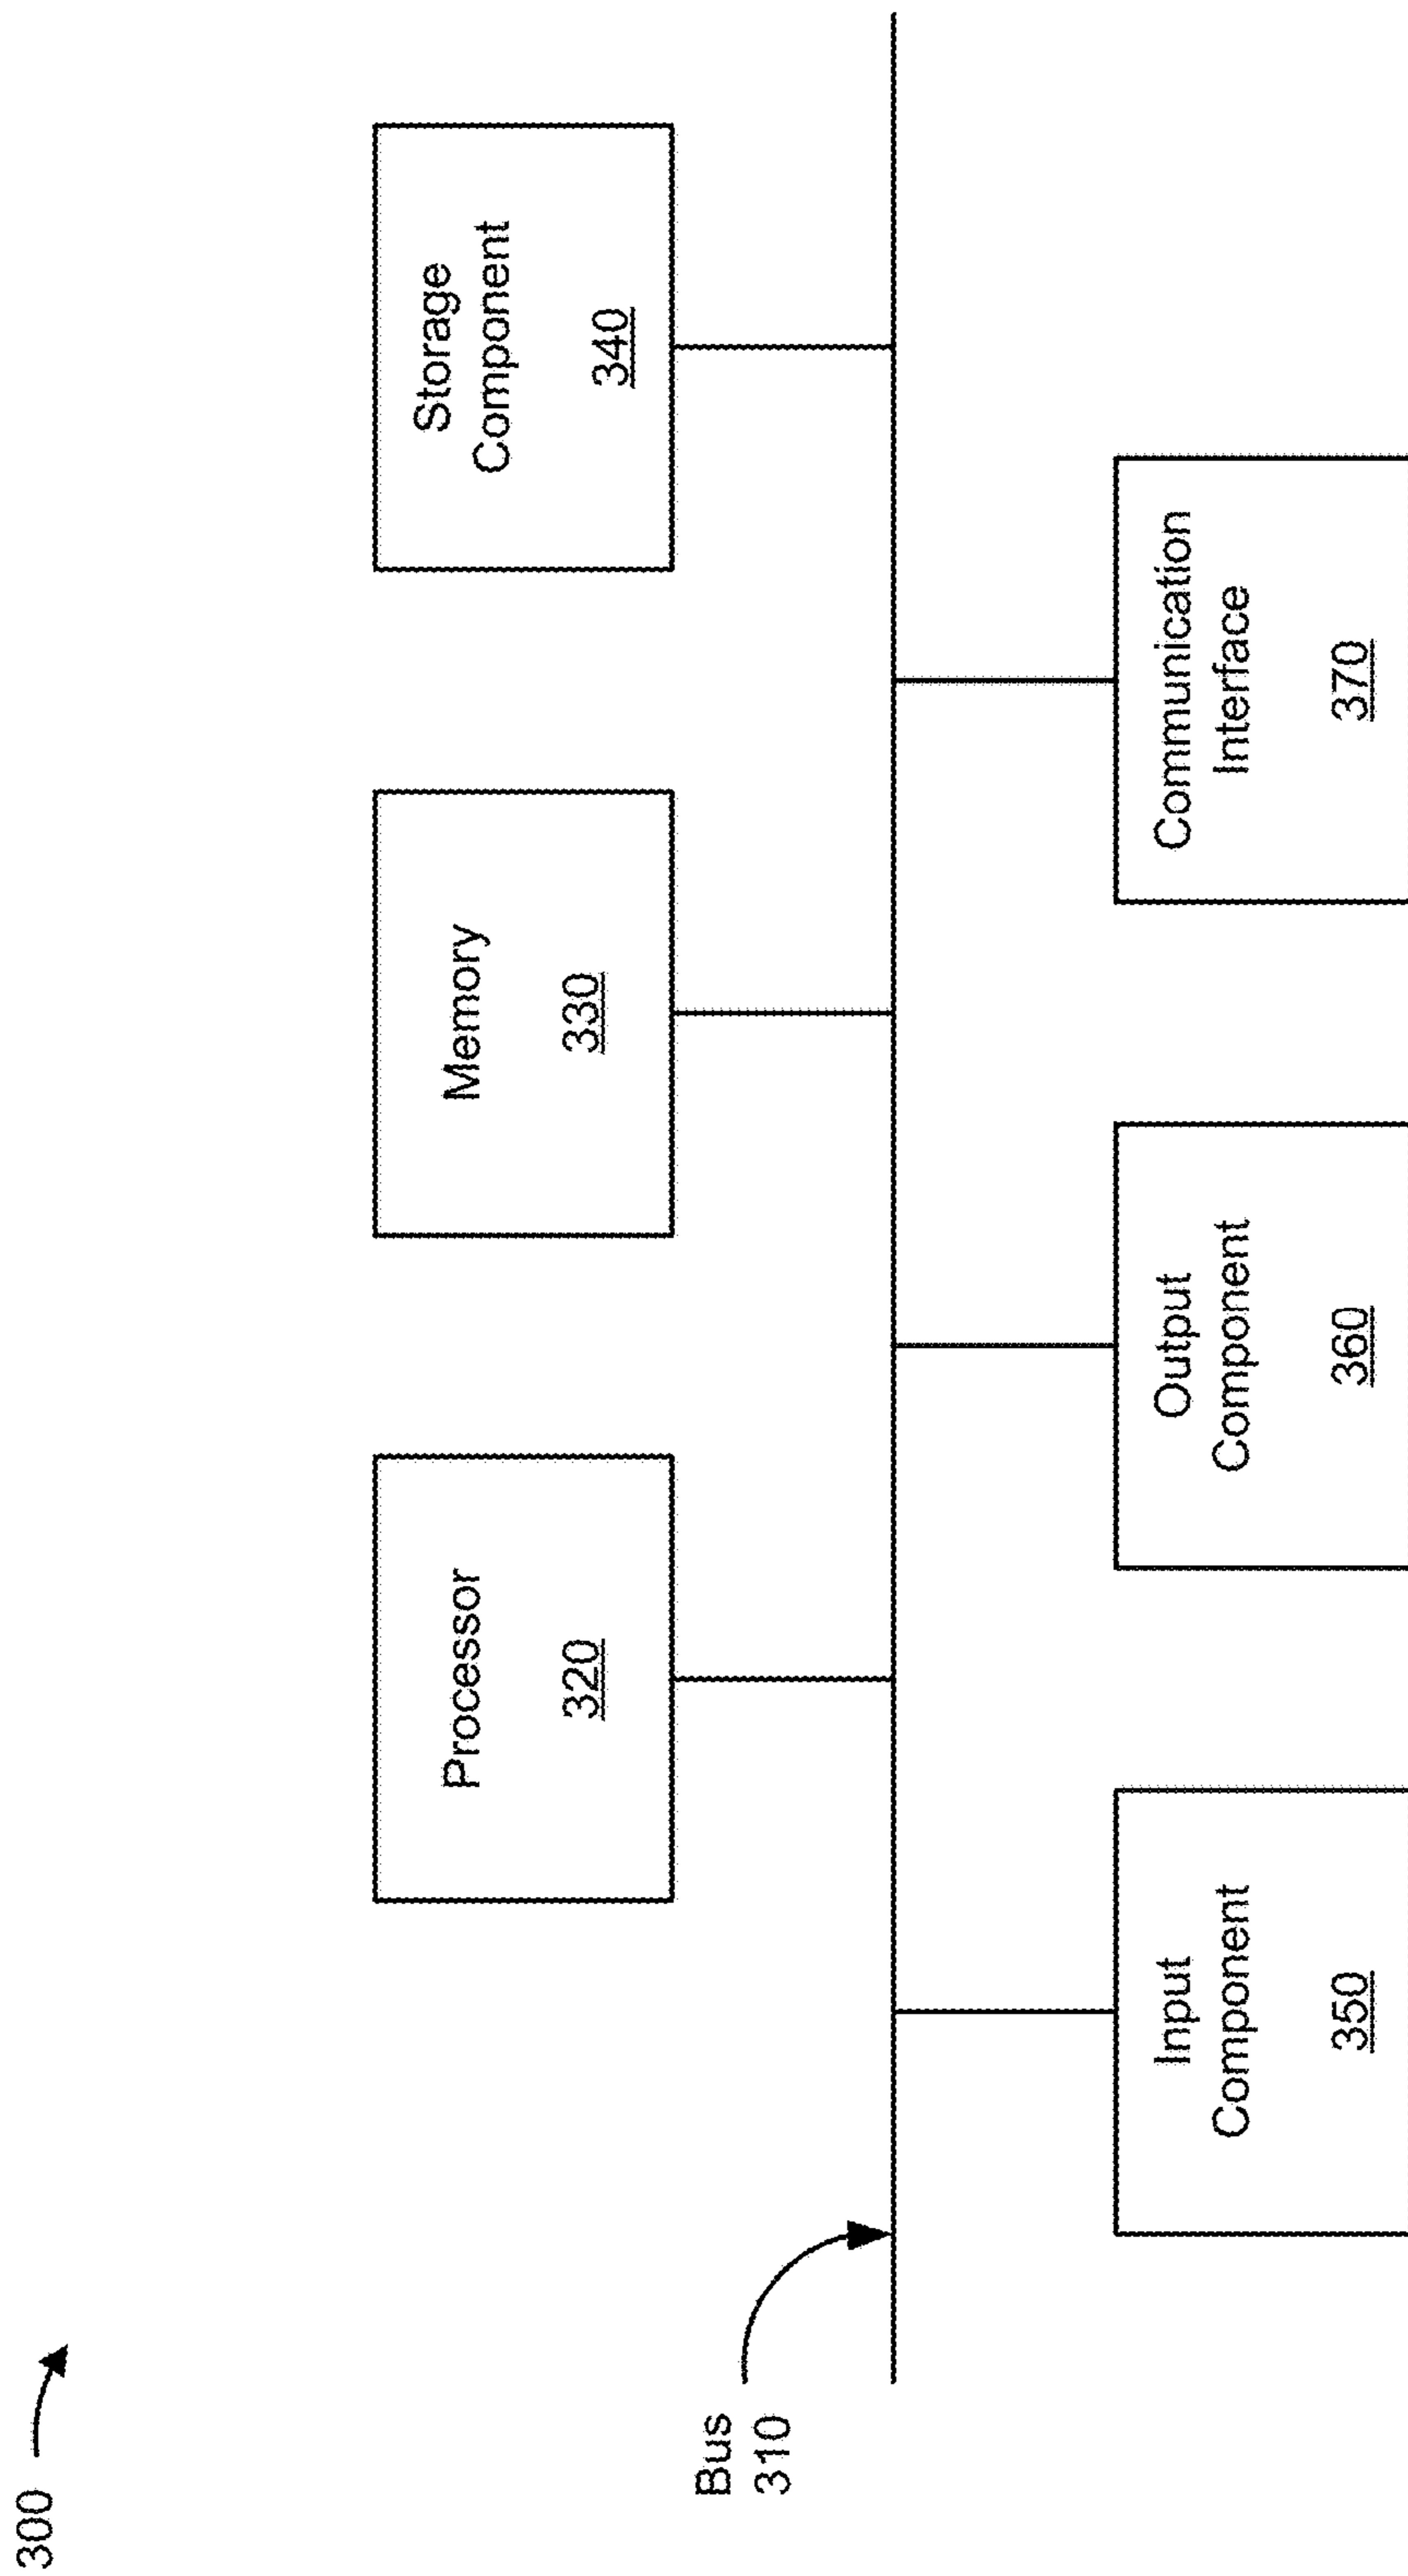 300
Processor
320
Memory
330
Storage
Component
340
Bus
310
Input
Component
350
Output
Component
360
Communication
Interface
370